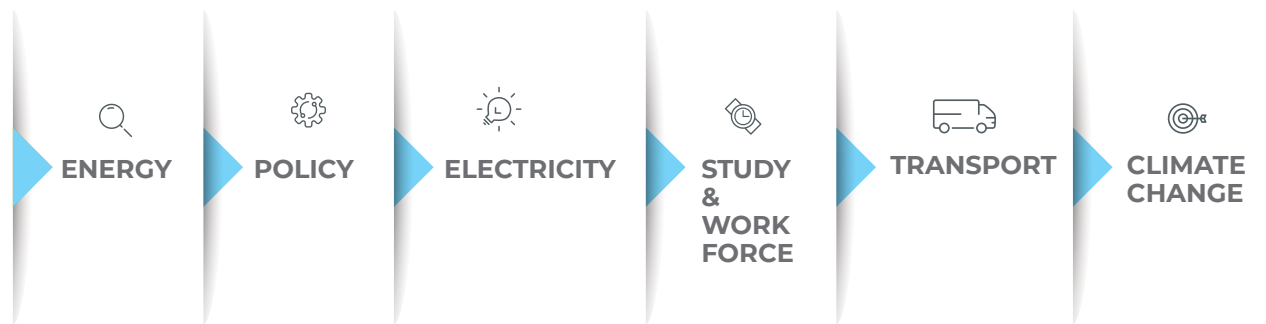 ENERGY
POLICY
ELECTRICITY
STUDY
&
WORK
FORCE
TRANSPORT
CLIMATE
CHANGE